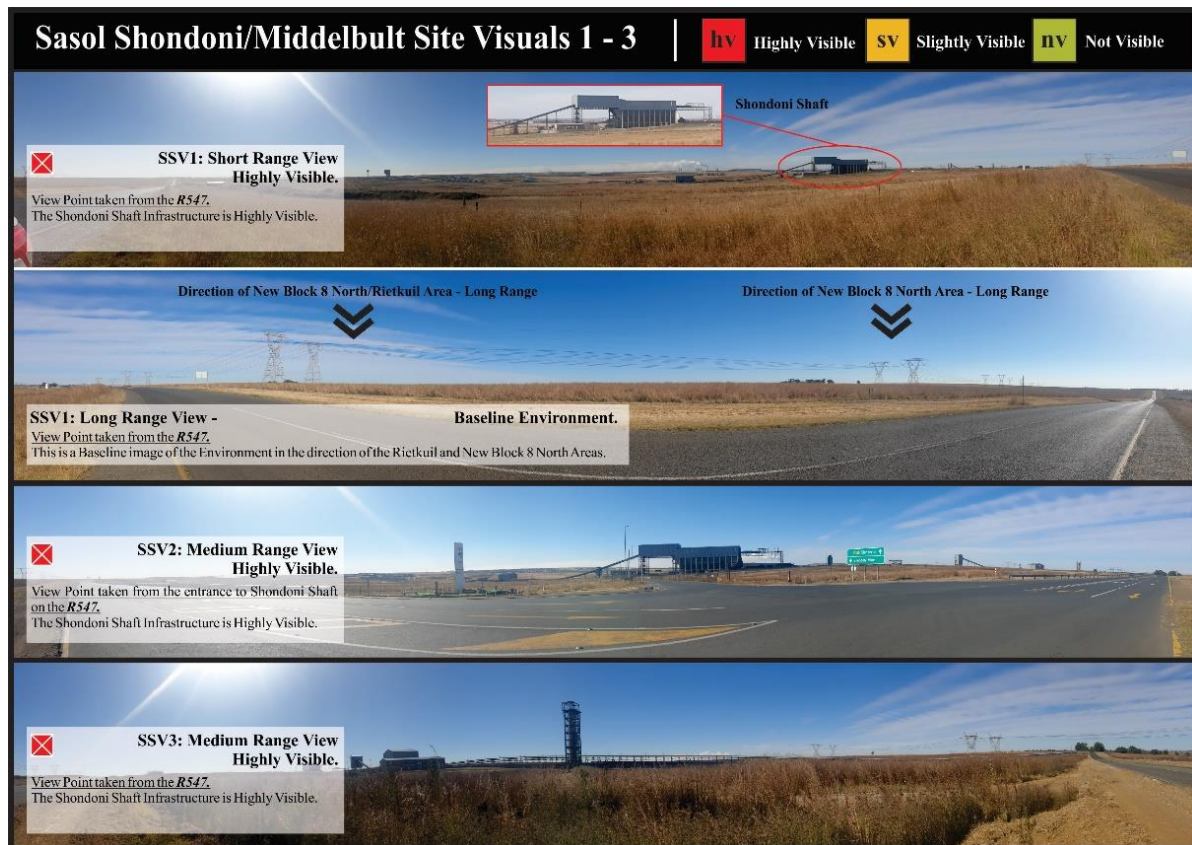 Sasol Shondoni/Middelbult Site Visuals 1 - 3
hv Highly Visible
sv Slightly Visible
nv Not Visible
Shondoni Shaft
SSV1: Short Range View
Highly Visible.
View Point taken from the R547.
The Shondoni Shaft Infrastructure is Highly Visible.
Direction of New Block 8 North/Rietkuil Area - Long Range
Direction of New Block 8 North Area - Long Range
SSV1: Long Range View - Baseline Environment.
View Point taken from the R547.
This is a Baseline image of the Environment in the direction of the Rietkuil and New Block 8 North Areas.
SSV2: Medium Range View
Highly Visible.
View Point taken from the entrance to Shondoni Shaft
on the R547.
The Shondoni Shaft Infrastructure is Highly Visible.
SSV3: Medium Range View
Highly Visible.
View Point taken from the R547.
The Shondoni Shaft Infrastructure is Highly Visible.